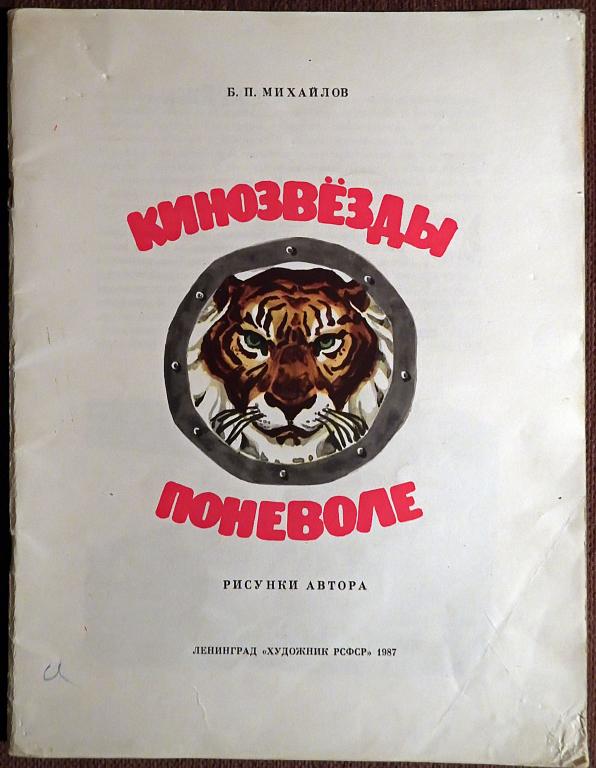 Б. П. МИХАЙЛОВ
КИНОЗВЁЗДЫ
ПОНЕВОЛЕ
РИСУНКИ АВТОРА
ЛЕНИНГРАД «ХУДОЖНИК РСФСР» 1987